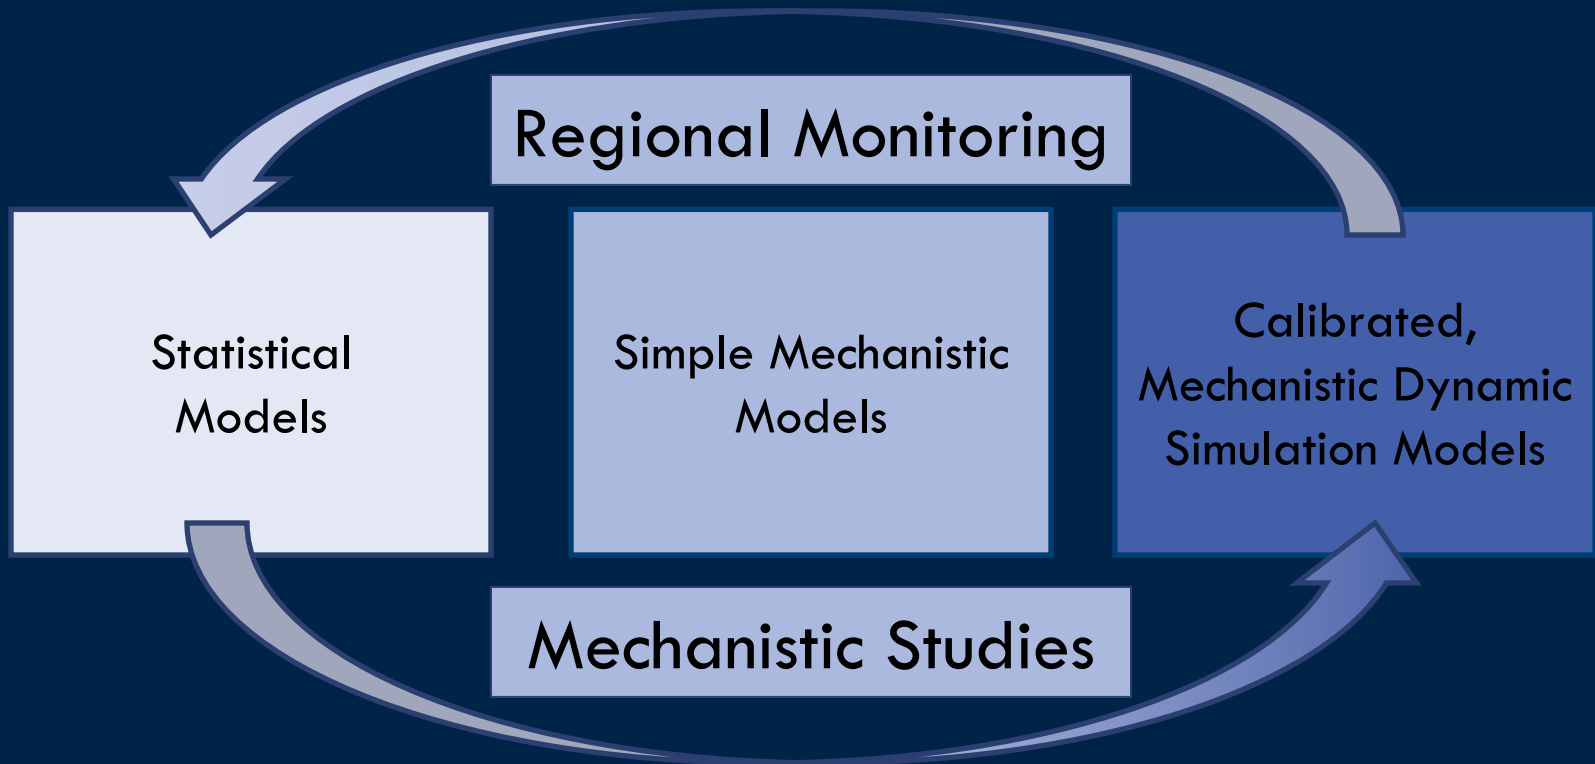 Regional Monitoring
Statistical
Models
Simple Mechanistic
Models
Calibrated,
Mechanistic Dynamic
Simulation Models
Mechanistic Studies